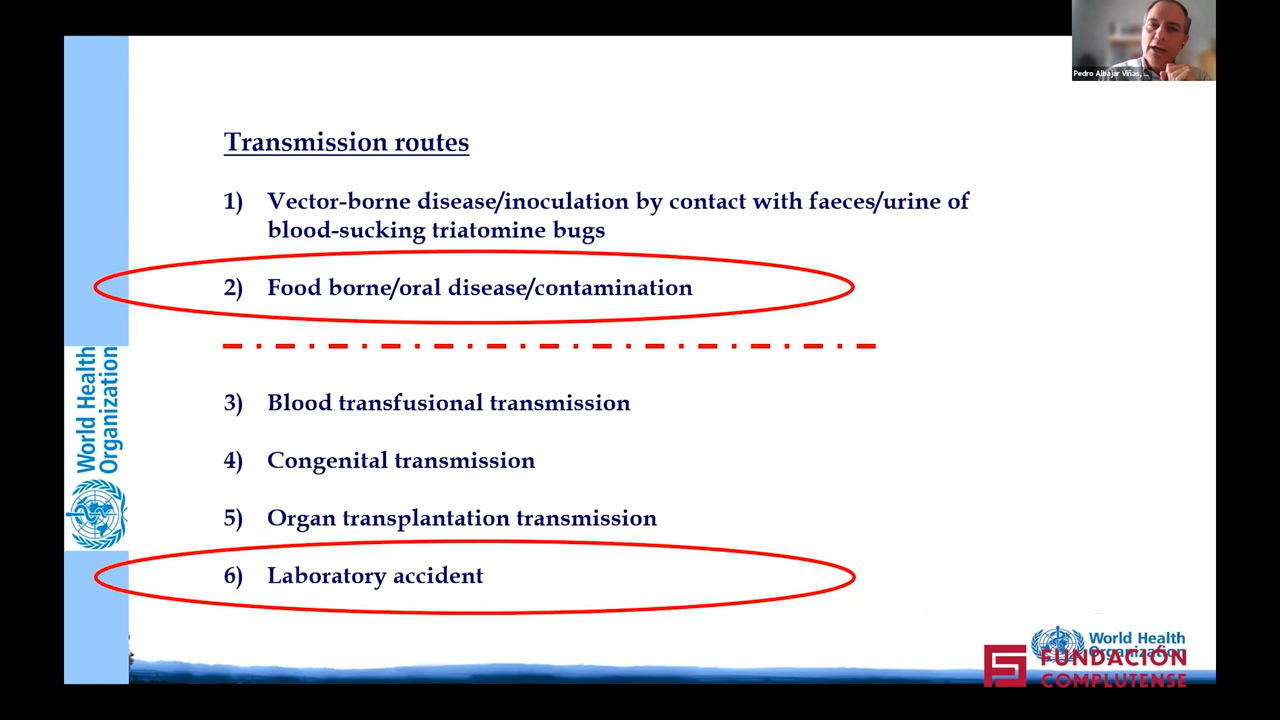 Pedro Albajar Viñas, ...
Transmission routes
1) Vector-borne disease/inoculation by contact with faeces/urine of
blood-sucking triatomine bugs
2) Food borne/oral disease/contamination
3) Blood transfusional transmission
4) Congenital transmission
5) Organ transplantation transmission
6) Laboratory accident
World Health
Organization
World Health
Organization
FUNDACIÓN
COMPLUTENSE